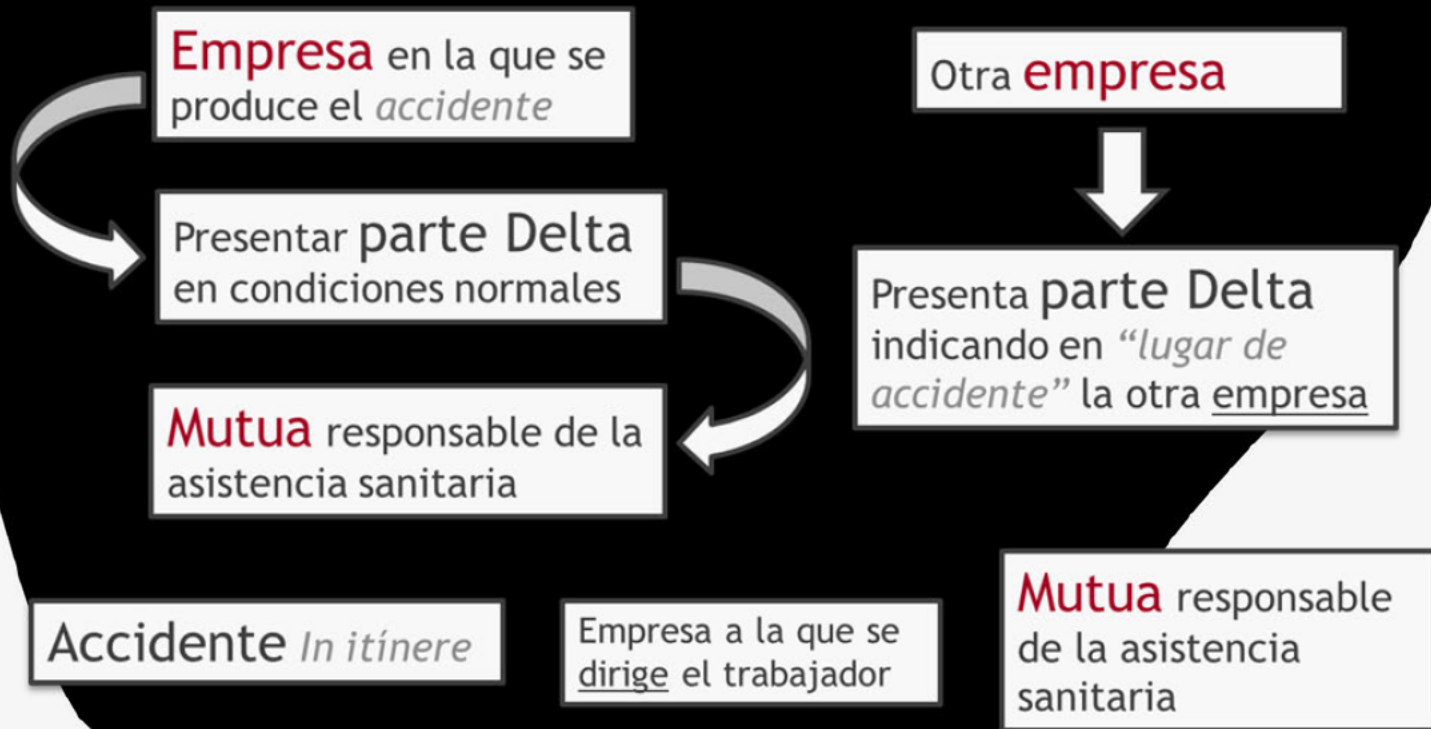 Empresa en la que se
produce el accidente
Presentar parte Delta
en condiciones normales
Mutua responsable de la
asistencia sanitaria
Otra empresa
Presenta parte Delta
indicando en “lugar de
accidente” la otra empresa
Accidente In itínere
Empresa a la que se
dirige el trabajador
Mutua responsable
de la asistencia
sanitaria